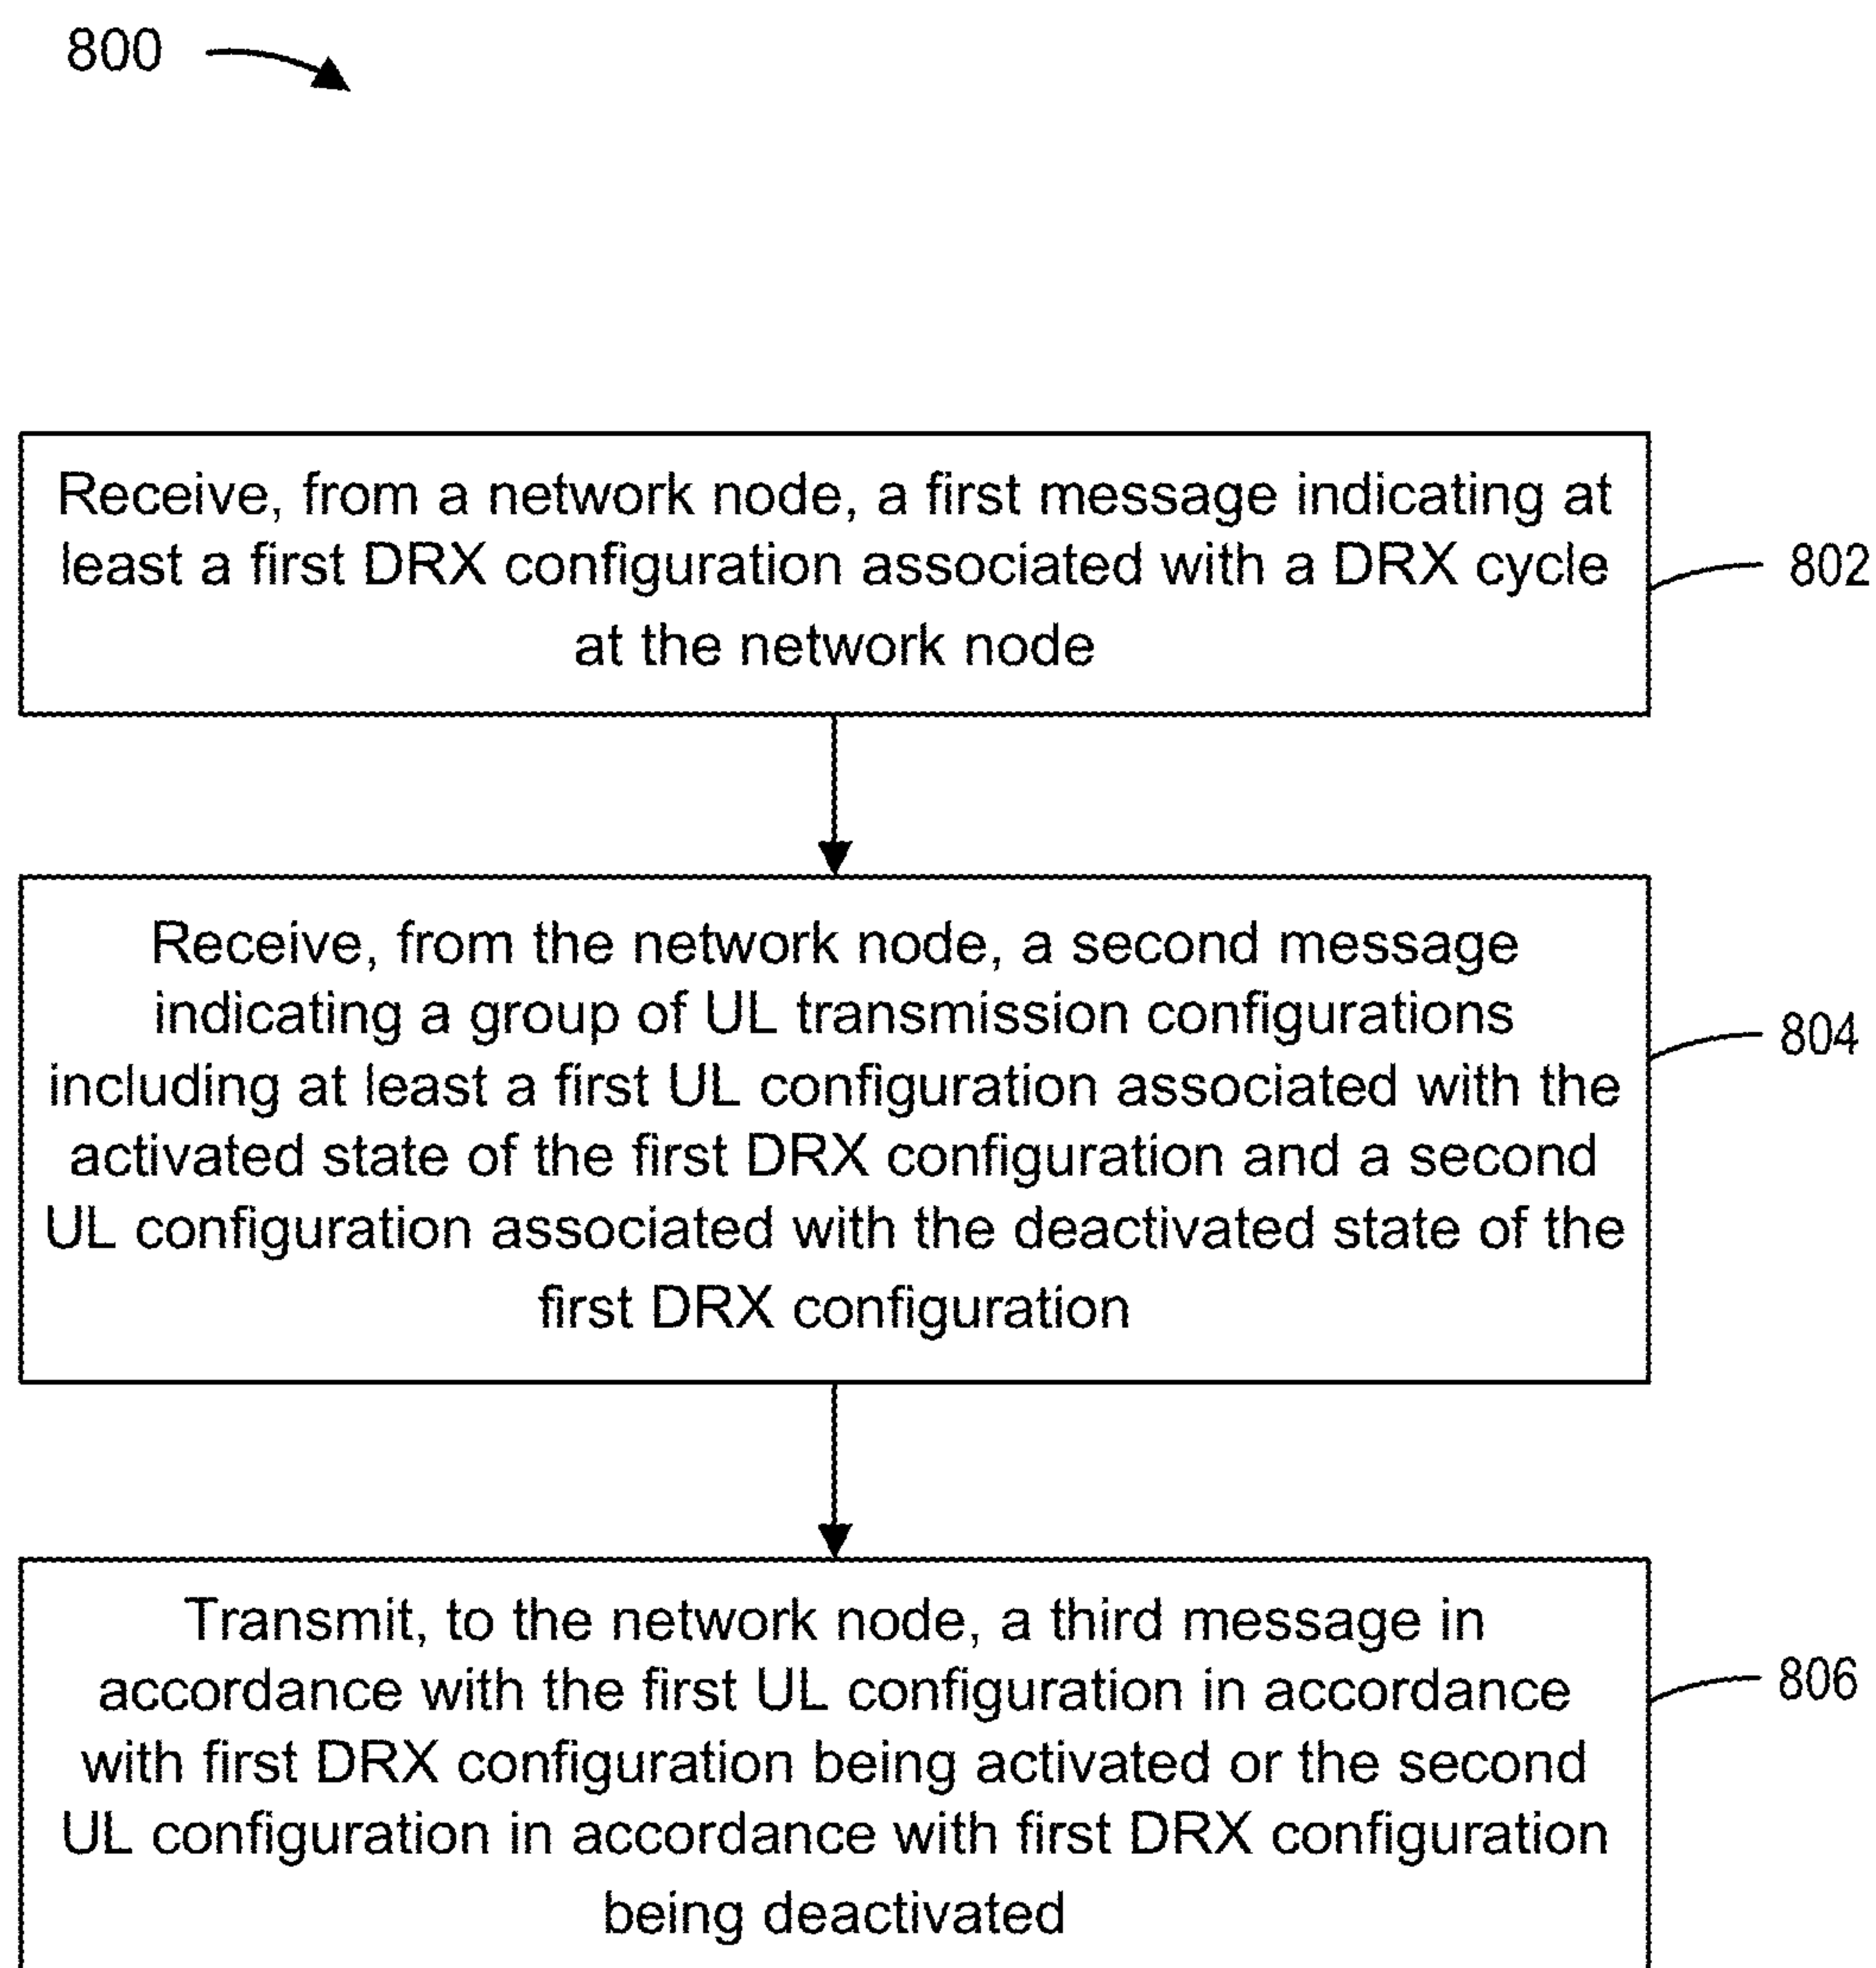 800
Receive, from a network node, a first message indicating at
least a first DRX configuration associated with a DRX cycle
at the network node
802
Receive, from the network node, a second message
indicating a group of UL transmission configurations
including at least a first UL configuration associated with the
activated state of the first DRX configuration and a second
UL configuration associated with the deactivated state of the
first DRX configuration
804
Transmit, to the network node, a third message in
accordance with the first UL configuration in accordance
with first DRX configuration being activated or the second
UL configuration in accordance with first DRX configuration
being deactivated
806